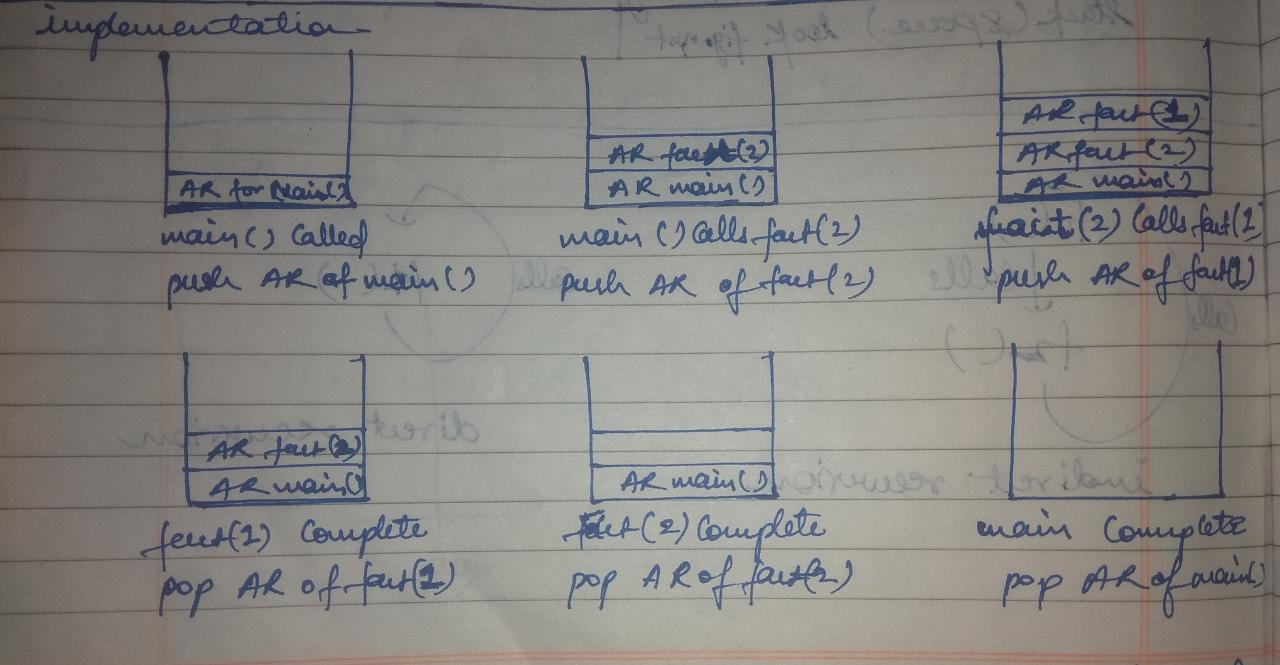 implementation
AR for Main()
main() Called
push AR of main()
AR fact(2)
AR main()
main() Calls fact(2)
push AR of fact(2)
AR fact(1)
AR fact(2)
AR main()
(2) Calls fact(1)
push AR of fact(1)
AR fact(2)
AR main()
fact(1) Complete
pop AR of fact(1)
AR main()
fact(2) Complete
pop AR of fact(2)
main Complete
pop AR of main()